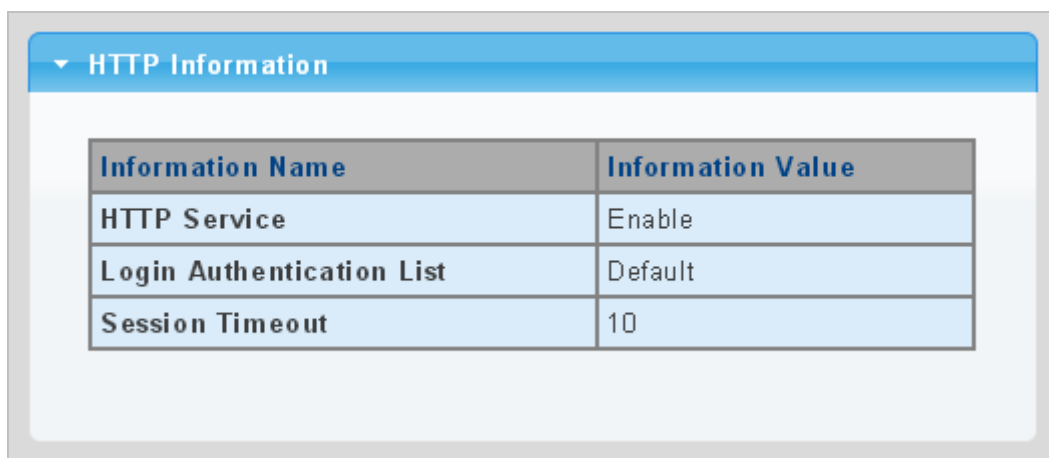 HTTP Information
Information Name Information Value
HTTP Service Enable
Login Authentication List Default
Session Timeout 10